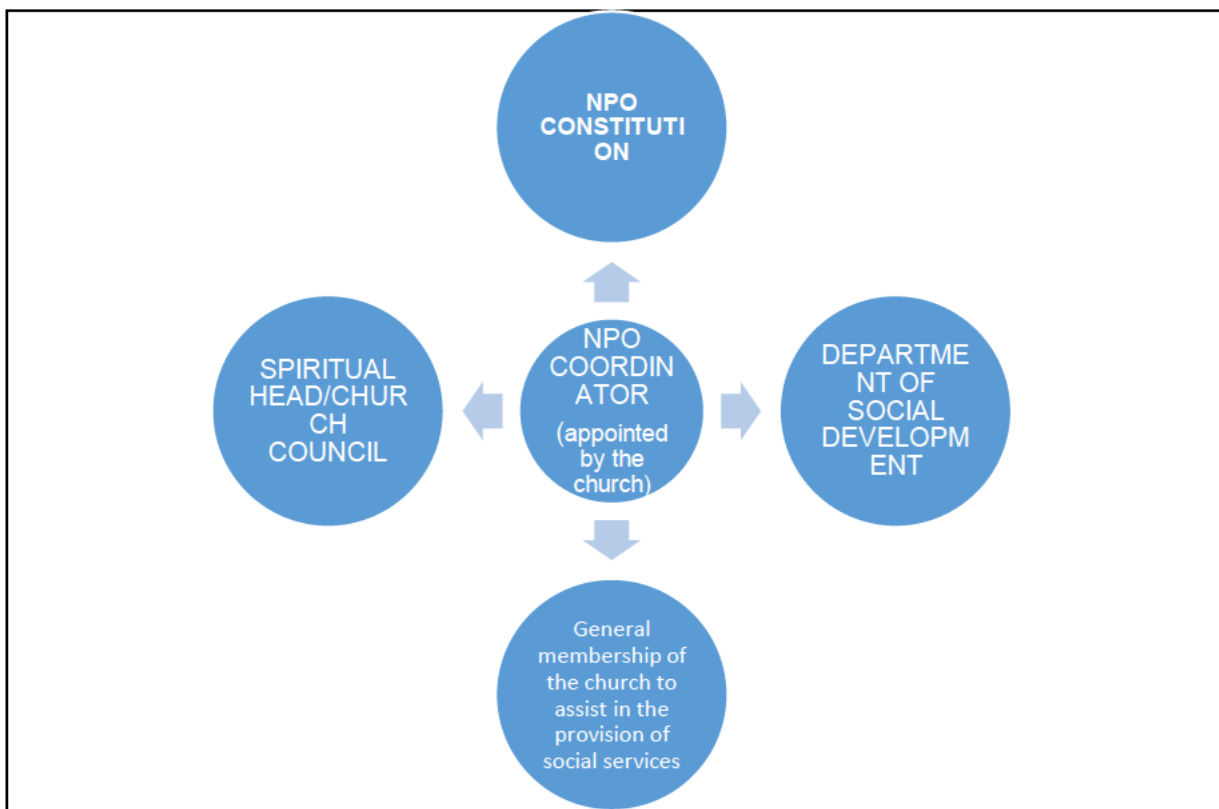 NPO
CONSTITUTI
ON
SPIRITUAL
HEAD/CHUR
CH
COUNCIL
NPO
COORDIN
ATOR
(appointed
by the
church)
DEPARTME
NT OF
SOCIAL
DEVELOPM
ENT
General
membership of
the church to
assist in the
provision of
social services